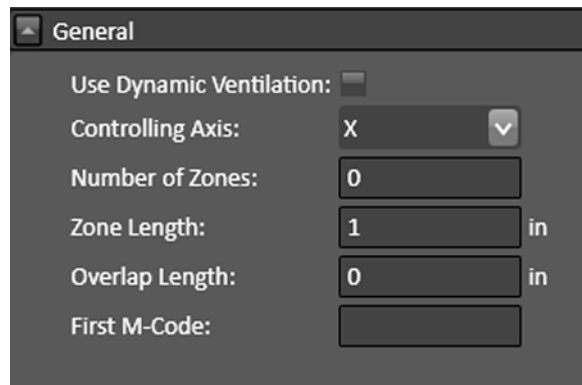 General
Use Dynamic Ventilation:
Controlling Axis: X
Number of Zones: 0
Zone Length: 1 in
Overlap Length: 0 in
First M-Code: